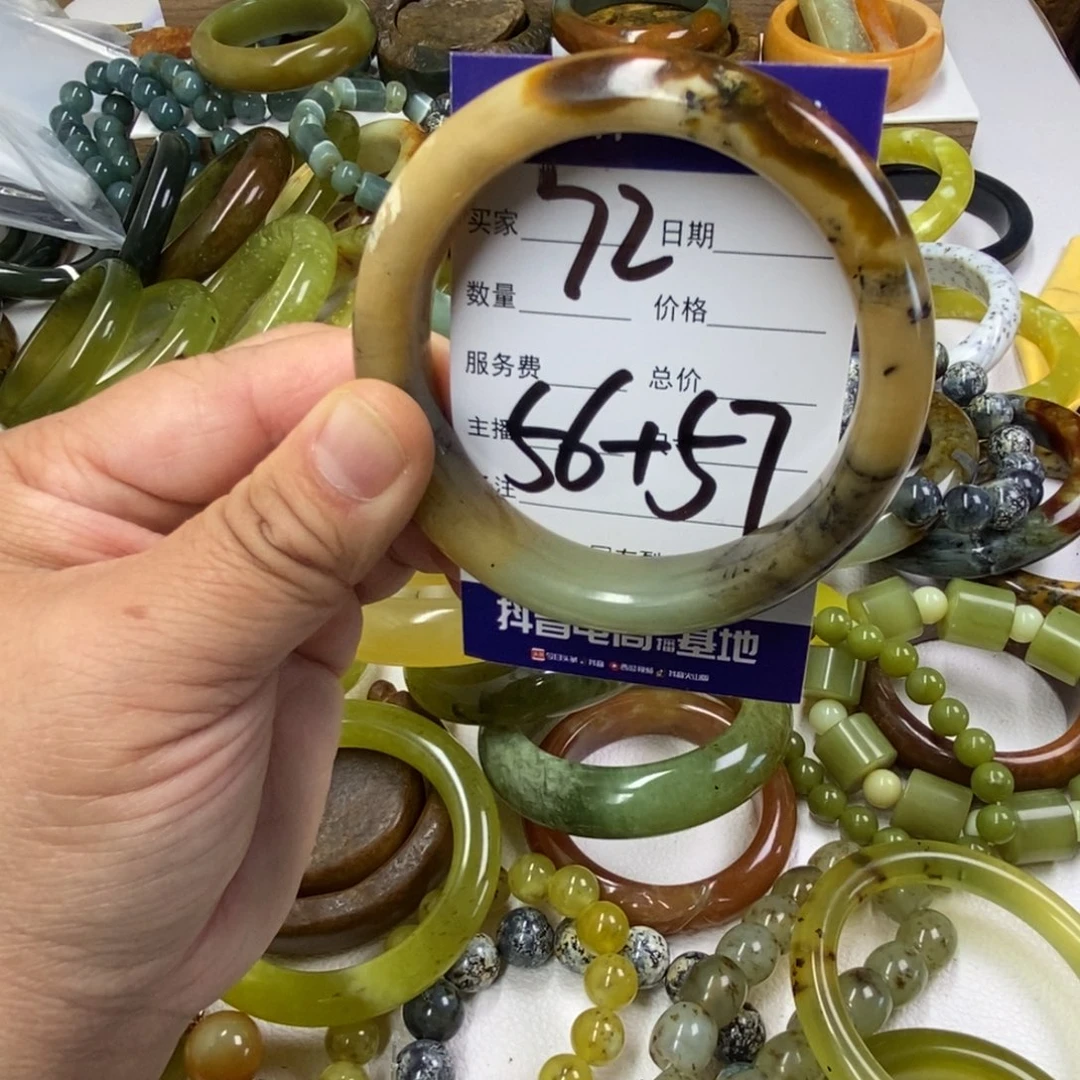 买家 72 日期
数量 价格
服务费 总价
主播
56+57
注
抖音电商直播基地